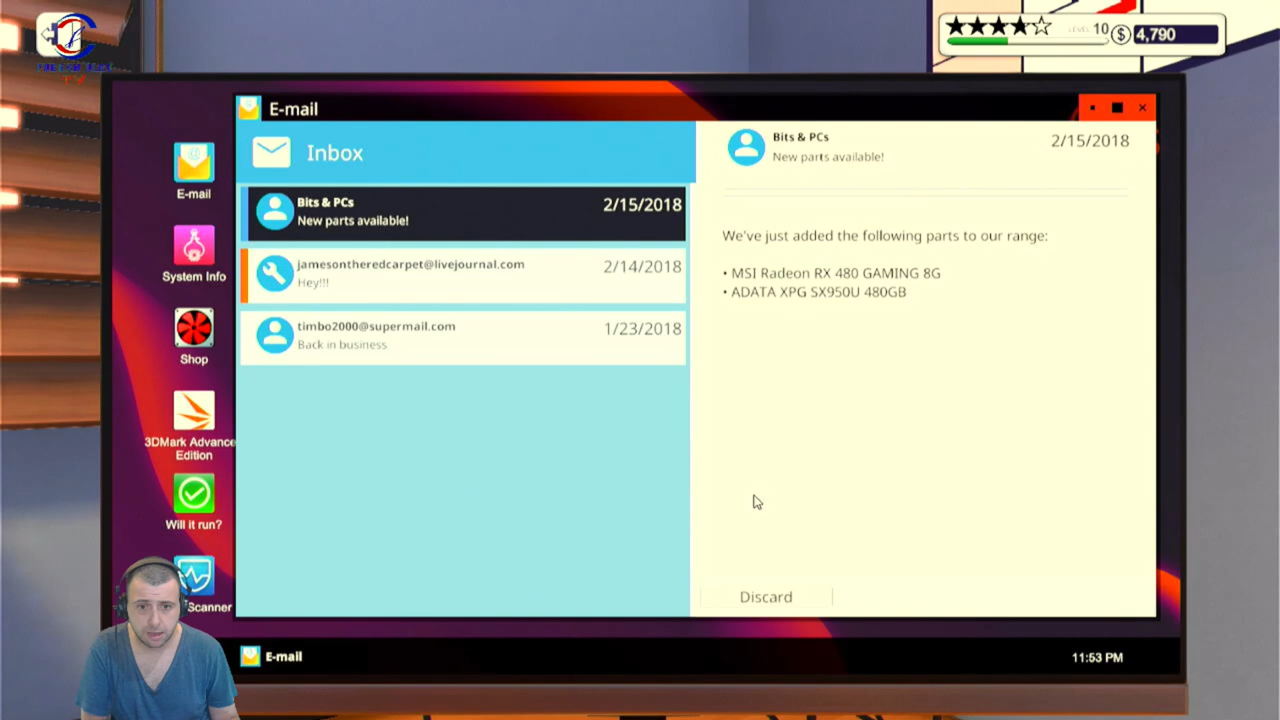 LEVEL 10
$ 4,790
E-mail
Inbox
Bits & PCs
New parts available!
2/15/2018
jamesontheredcarpet@livejournal.com
Hey!!!
2/14/2018
timbo2000@supermail.com
Back in business
1/23/2018
Bits & PCs
New parts available!
2/15/2018
We've just added the following parts to our range:
• MSI Radeon RX 480 GAMING 8G
• ADATA XPG SX950U 480GB
Discard
E-mail
System Info
Shop
3DMark Advance
Edition
Will it run?
Scanner
E-mail
11:53 PM